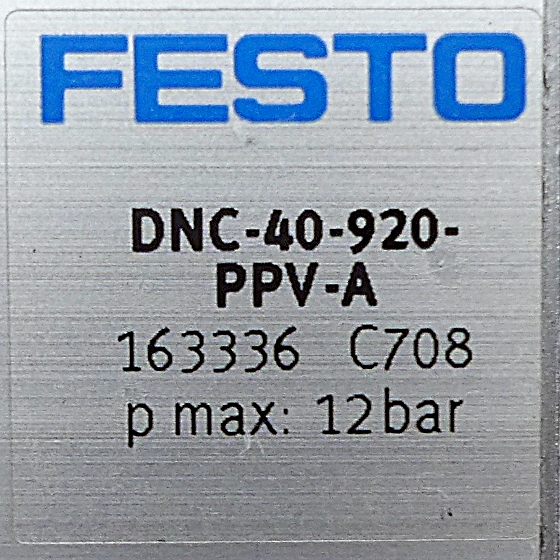 FESTO
DNC-40-920-
PPV-A
163336 C708
p max: 12bar